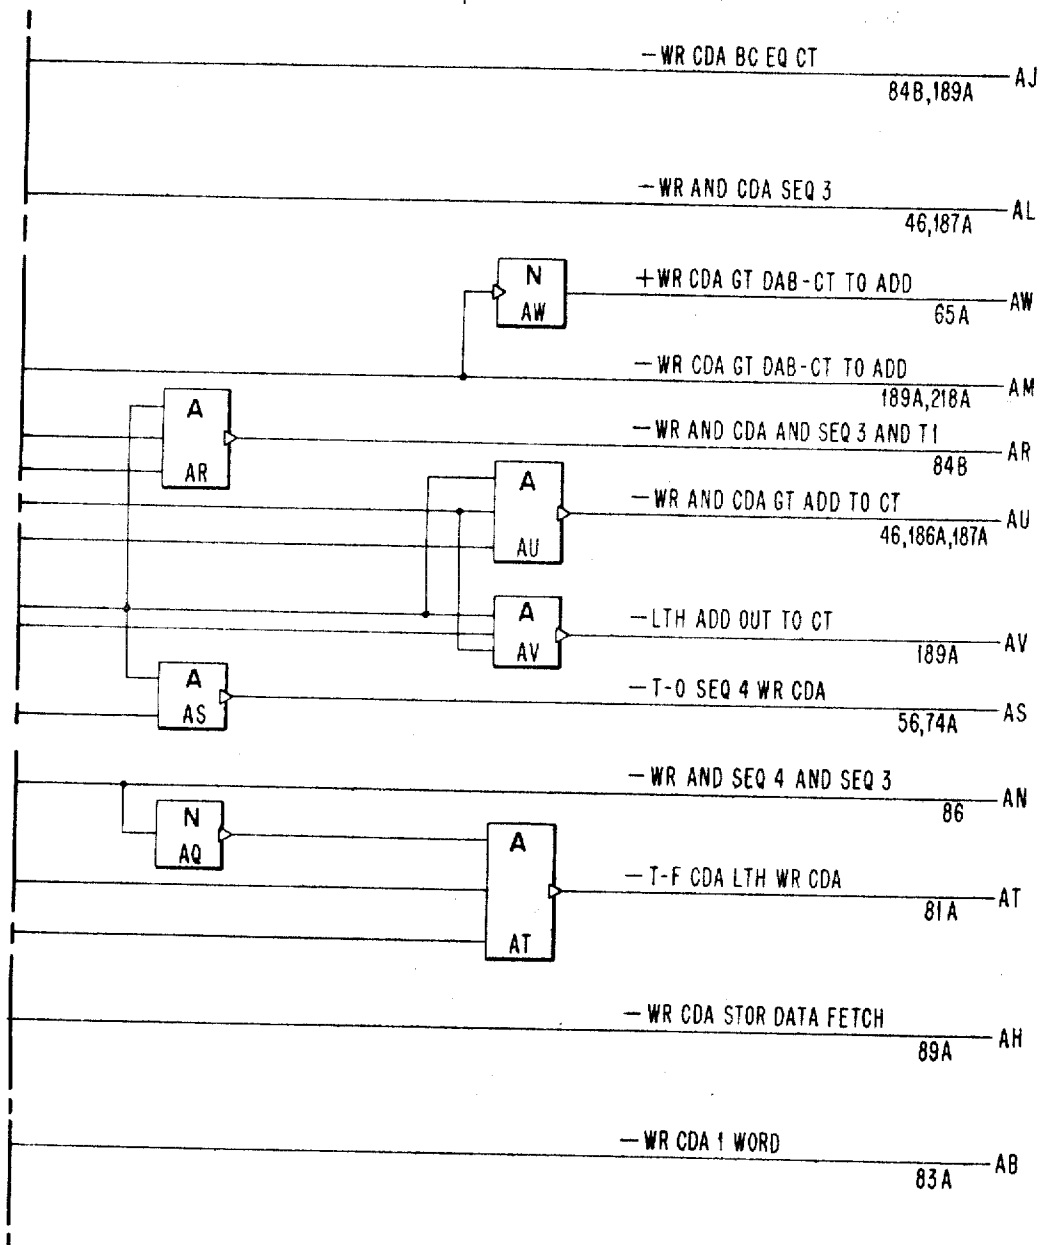 −WR CDA BC EQ CT
AJ
84B,189A
−WR AND CDA SEQ 3
AL
46,187A
N
AW
+WR CDA GT DAB-CT TO ADD
AW
65A
−WR CDA GT DAB-CT TO ADD
AM
189A,218A
A
AR
−WR AND CDA AND SEQ 3 AND T1
AR
84B
A
AU
−WR AND CDA GT ADD TO CT
AU
46,186A,187A
A
AV
−LTH ADD OUT TO CT
AV
189A
A
AS
−T-O SEQ 4 WR CDA
AS
56,74A
−WR AND SEQ 4 AND SEQ 3
AN
86
N
AQ
A
AT
−T-F CDA LTH WR CDA
AT
81A
−WR CDA STOR DATA FETCH
AH
89A
−WR CDA 1 WORD
AB
83A